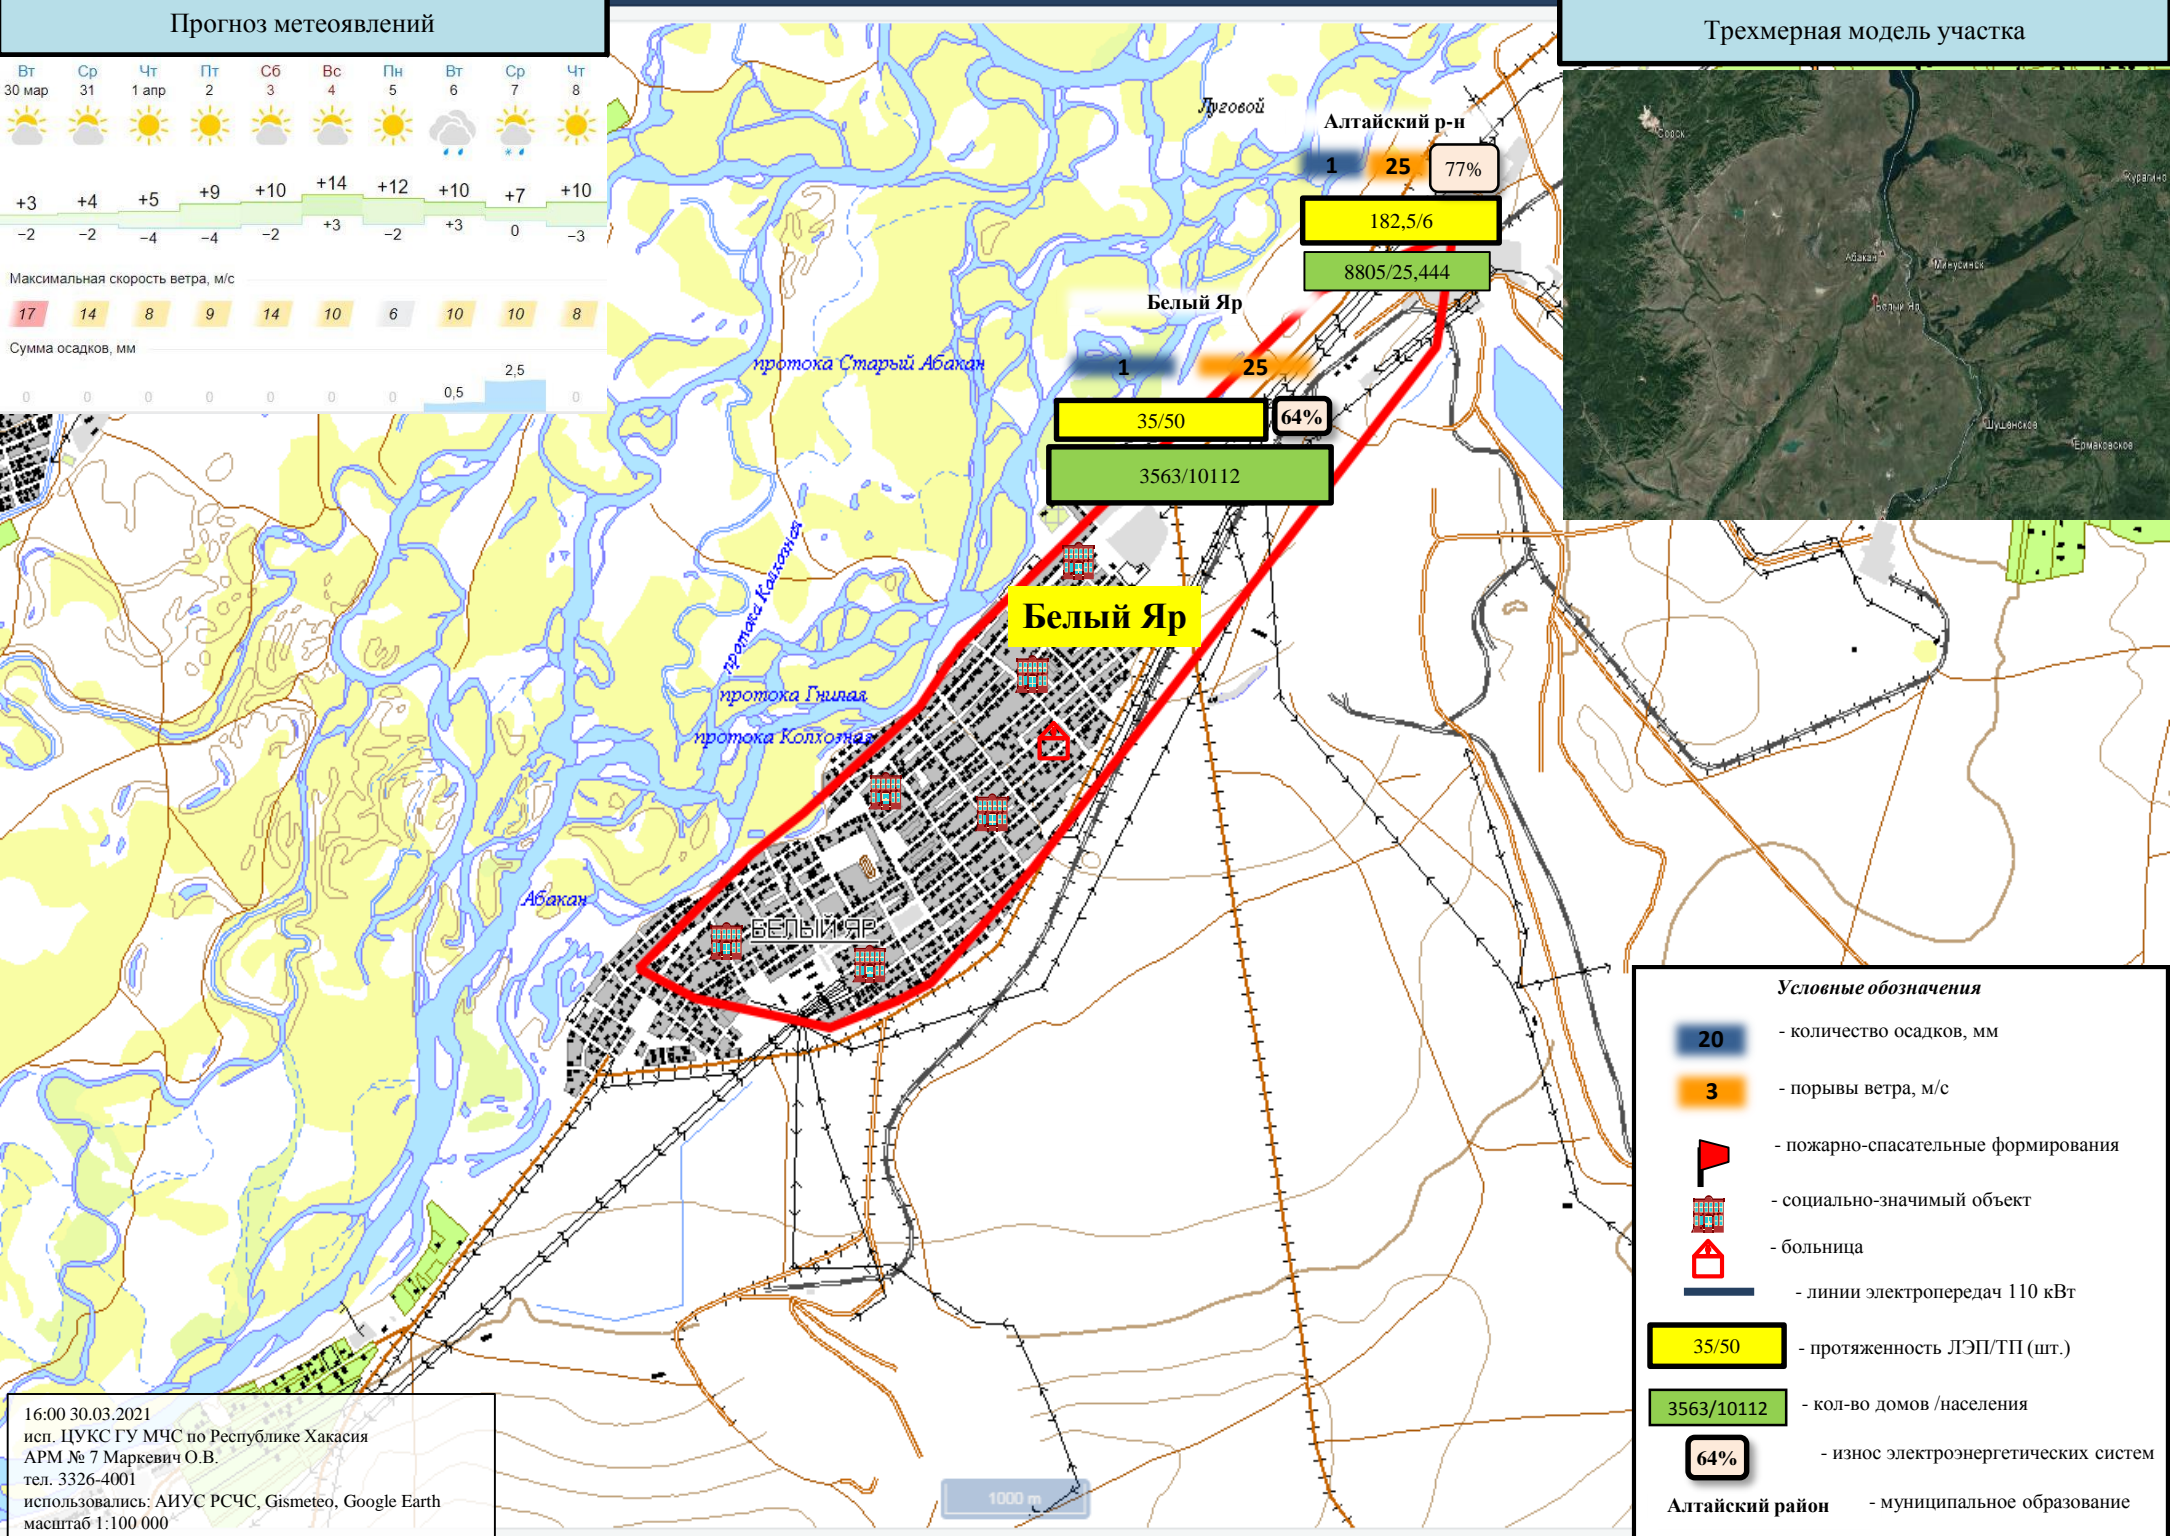 Прогноз метеоявлений
Вт Ср Чт Пт Сб Вс Пн Вт Ср Чт
30 мар 31 1 апр 2 3 4 5 6 7 8
+3 +4 +5 +9 +10 +14 +12 +10 +7 +10
−2 −2 −4 −4 −2 +3 −2 +3 0 −3
Максимальная скорость ветра, м/с
17 14 8 9 14 10 6 10 10 8
Сумма осадков, мм
0 0 0 0 0 0 0 0,5 2,5 0
Трехмерная модель участка
Сорск
Курагино
Абакан
Минусинск
Белый Яр
Шушенское
Ермаковское
Луговой
Алтайский р-н
1 25 77%
182,5/6
8805/25,444
Белый Яр
1 25
35/50 64%
3563/10112
протока Старый Абакан
протока Колхозная
Белый Яр
протока Гнилая
протока Колхозная
Абакан
БЕЛЫЙ ЯР
Условные обозначения
20 - количество осадков, мм
3 - порывы ветра, м/с
- пожарно-спасательные формирования
- социально-значимый объект
- больница
- линии электропередач 110 кВт
35/50 - протяженность ЛЭП/ТП (шт.)
3563/10112 - кол-во домов /населения
64% - износ электроэнергетических систем
Алтайский район - муниципальное образование
16:00 30.03.2021
исп. ЦУКС ГУ МЧС по Республике Хакасия
АРМ № 7 Маркевич О.В.
тел. 3326-4001
использовались: АИУС РСЧС, Gismeteo, Google Earth
масштаб 1:100 000
1000 m